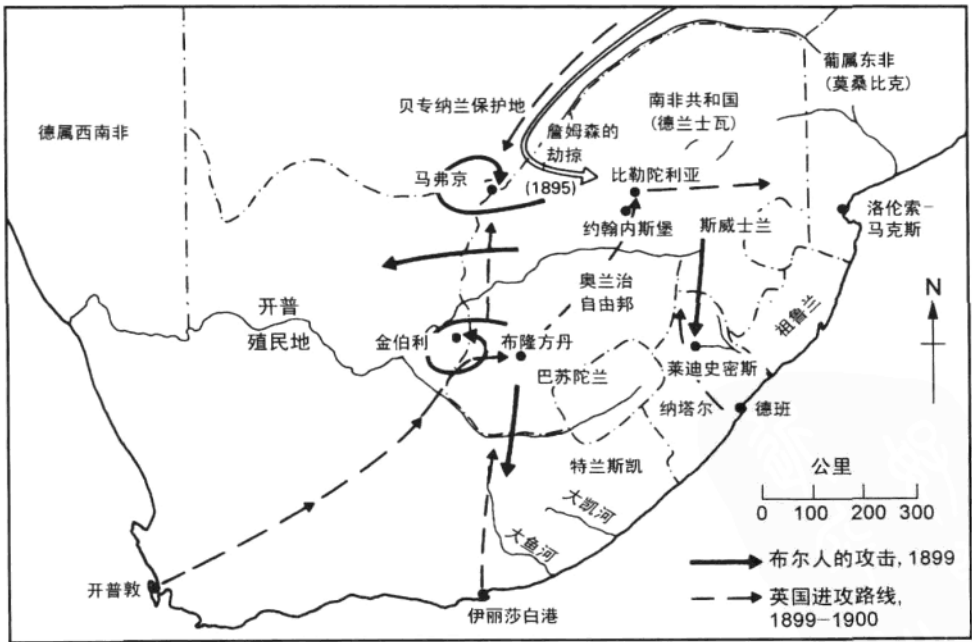 葡属东非
(莫桑比克)
贝专纳兰保护地
南非共和国
(德兰士瓦)
德属西南非
詹姆森的
劫掠
(1895)
马弗京
比勒陀利亚
约翰内斯堡
斯威士兰
洛伦索–
马克斯
奥兰治
自由邦
N
开普
殖民地
祖鲁兰
金伯利
布隆方丹
巴苏陀兰
莱迪史密斯
纳塔尔
德班
特兰斯凯
公里
0 100 200 300
大凯河
大鱼河
布尔人的攻击, 1899
开普敦
伊丽莎白港
英国进攻路线,
1899–1900